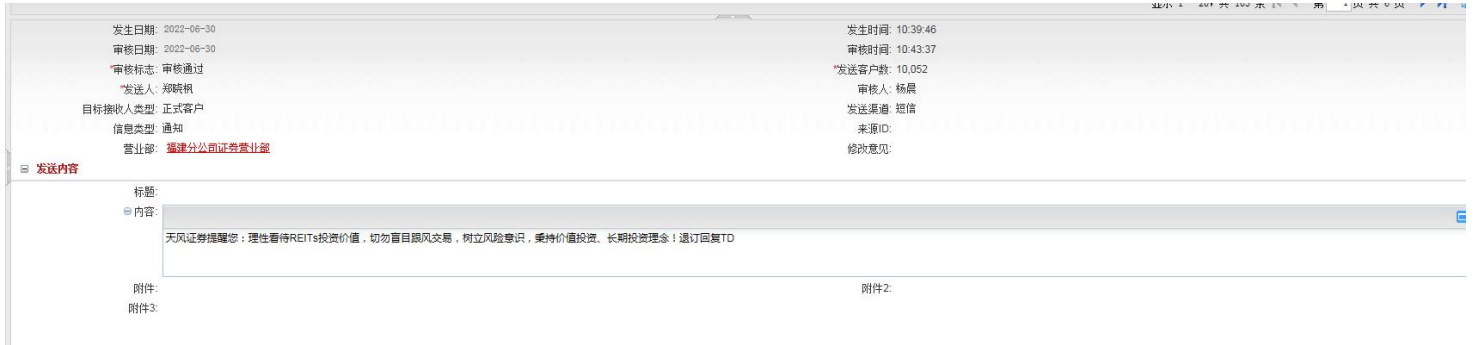 发生日期: 2022-06-30 发生时间: 10:39:46
审核日期: 2022-06-30 审核时间: 10:43:37
*审核标志: 审核通过 *发送客户数: 10,052
*发送人: 郑晓枫 审核人: 杨晨
目标接收人类型: 正式客户 发送渠道: 短信
信息类型: 通知 来源ID:
营业部: 福建分公司证券营业部 修改意见:
发送内容
标题:
内容:
天风证券提醒您：理性看待REITs投资价值，切勿盲目跟风交易，树立风险意识，秉持价值投资、长期投资理念！退订回复TD
附件: 附件2:
附件3: